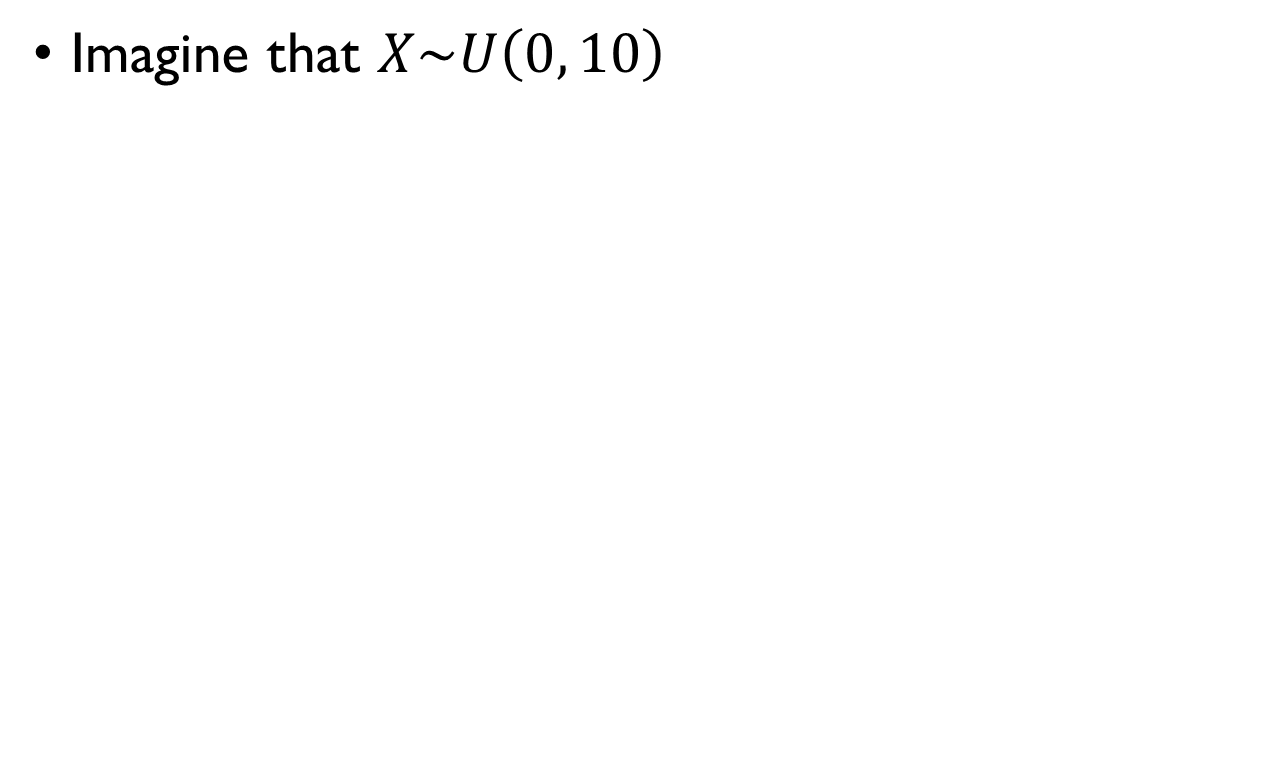 • Imagine that X~U(0, 10)